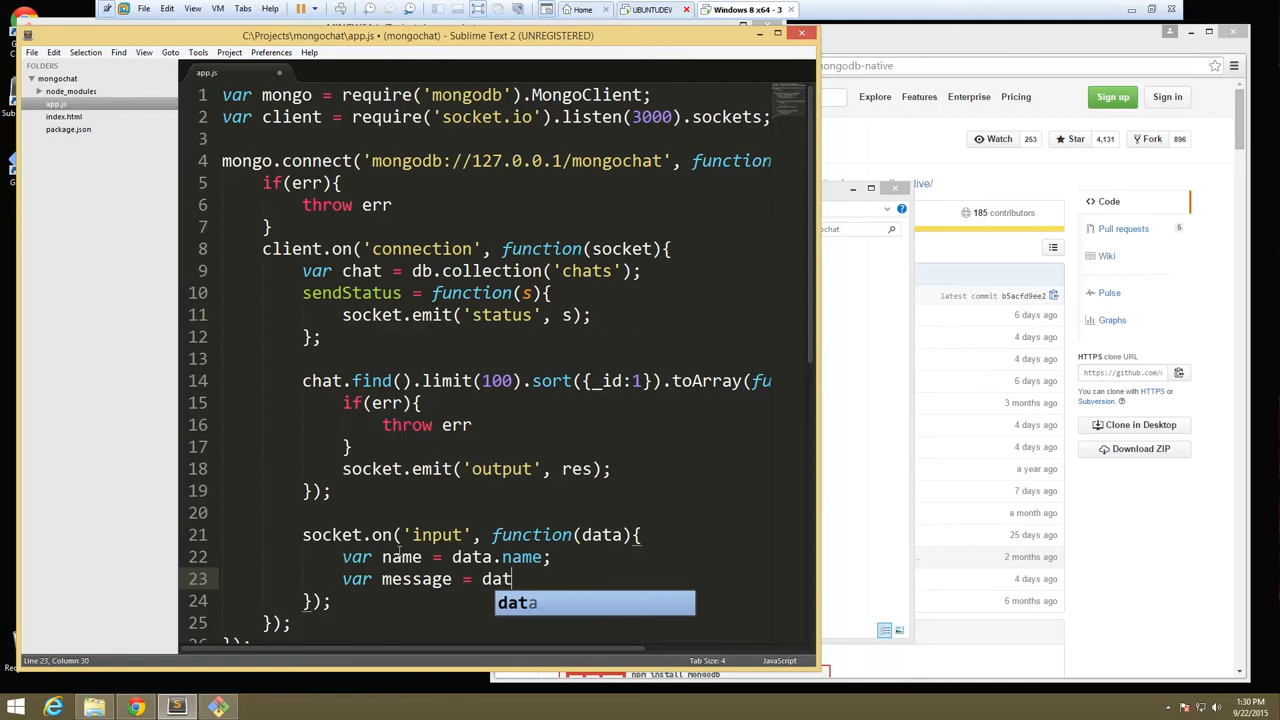 File Edit View VM Tabs Help
Home
UBUNTUDEV
Windows 8 x64 - 3
C:\Projects\mongochat\app.js • (mongochat) - Sublime Text 2 (UNREGISTERED)
File Edit Selection Find View Goto Tools Project Preferences Help
FOLDERS
mongochat
node_modules
app.js
index.html
package.json
app.js
1 var mongo = require('mongodb').MongoClient;
2 var client = require('socket.io').listen(3000).sockets;
3
4 mongo.connect('mongodb://127.0.0.1/mongochat', function
5 if(err){
6 throw err
7 }
8 client.on('connection', function(socket){
9 var chat = db.collection('chats');
10 sendStatus = function(s){
11 socket.emit('status', s);
12 };
13
14 chat.find().limit(100).sort({_id:1}).toArray(fu
15 if(err){
16 throw err
17 }
18 socket.emit('output', res);
19 });
20
21 socket.on('input', function(data){
22 var name = data.name;
23 var message = dat
data
24 });
25 });
26 });
Line 23, Column 30
Tab Size: 4
JavaScript
mongodb-native
Explore Features Enterprise Pricing
Sign up
Sign in
Watch 253
Star 4,131
Fork 896
ve/
185 contributors
chat
latest commit b5acfd9ee2
6 days ago
4 days ago
4 days ago
6 days ago
3 months ago
4 days ago
4 days ago
a year ago
7 days ago
a month ago
25 days ago
2 months ago
4 days ago
6 months ago
Code
Pull requests 5
Wiki
Pulse
Graphs
HTTPS clone URL
https://github.com/
You can clone with HTTPS or
Subversion.
Clone in Desktop
Download ZIP
npm install mongodb
1:30 PM
9/22/2015